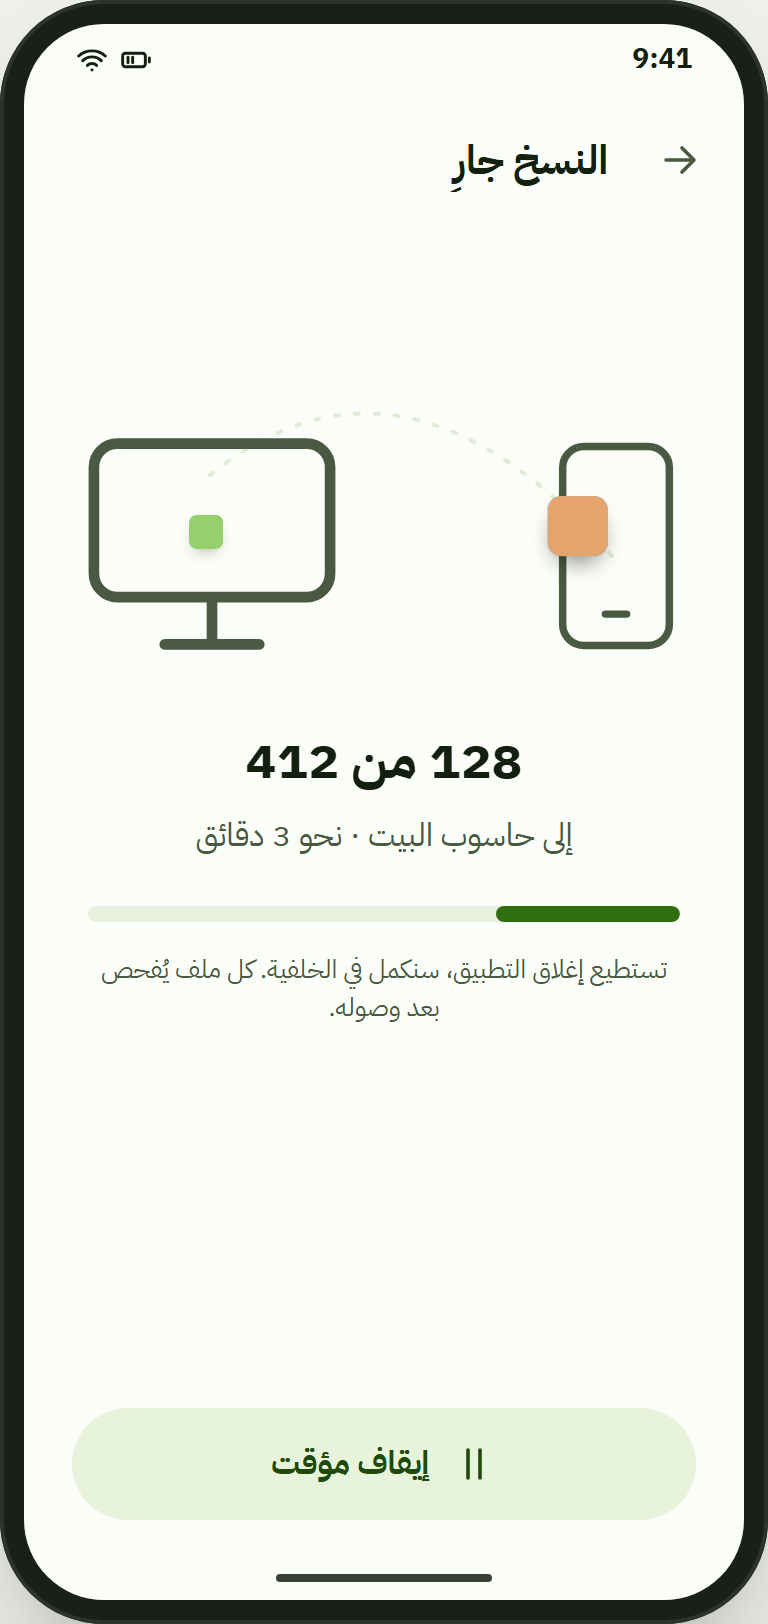 9:41
النسخ جارِ
128 من 412
إلى حاسوب البيت · نحو 3 دقائق
تستطيع إغلاق التطبيق، سنكمل في الخلفية. كل ملف يُفحص
بعد وصوله.
إيقاف مؤقت